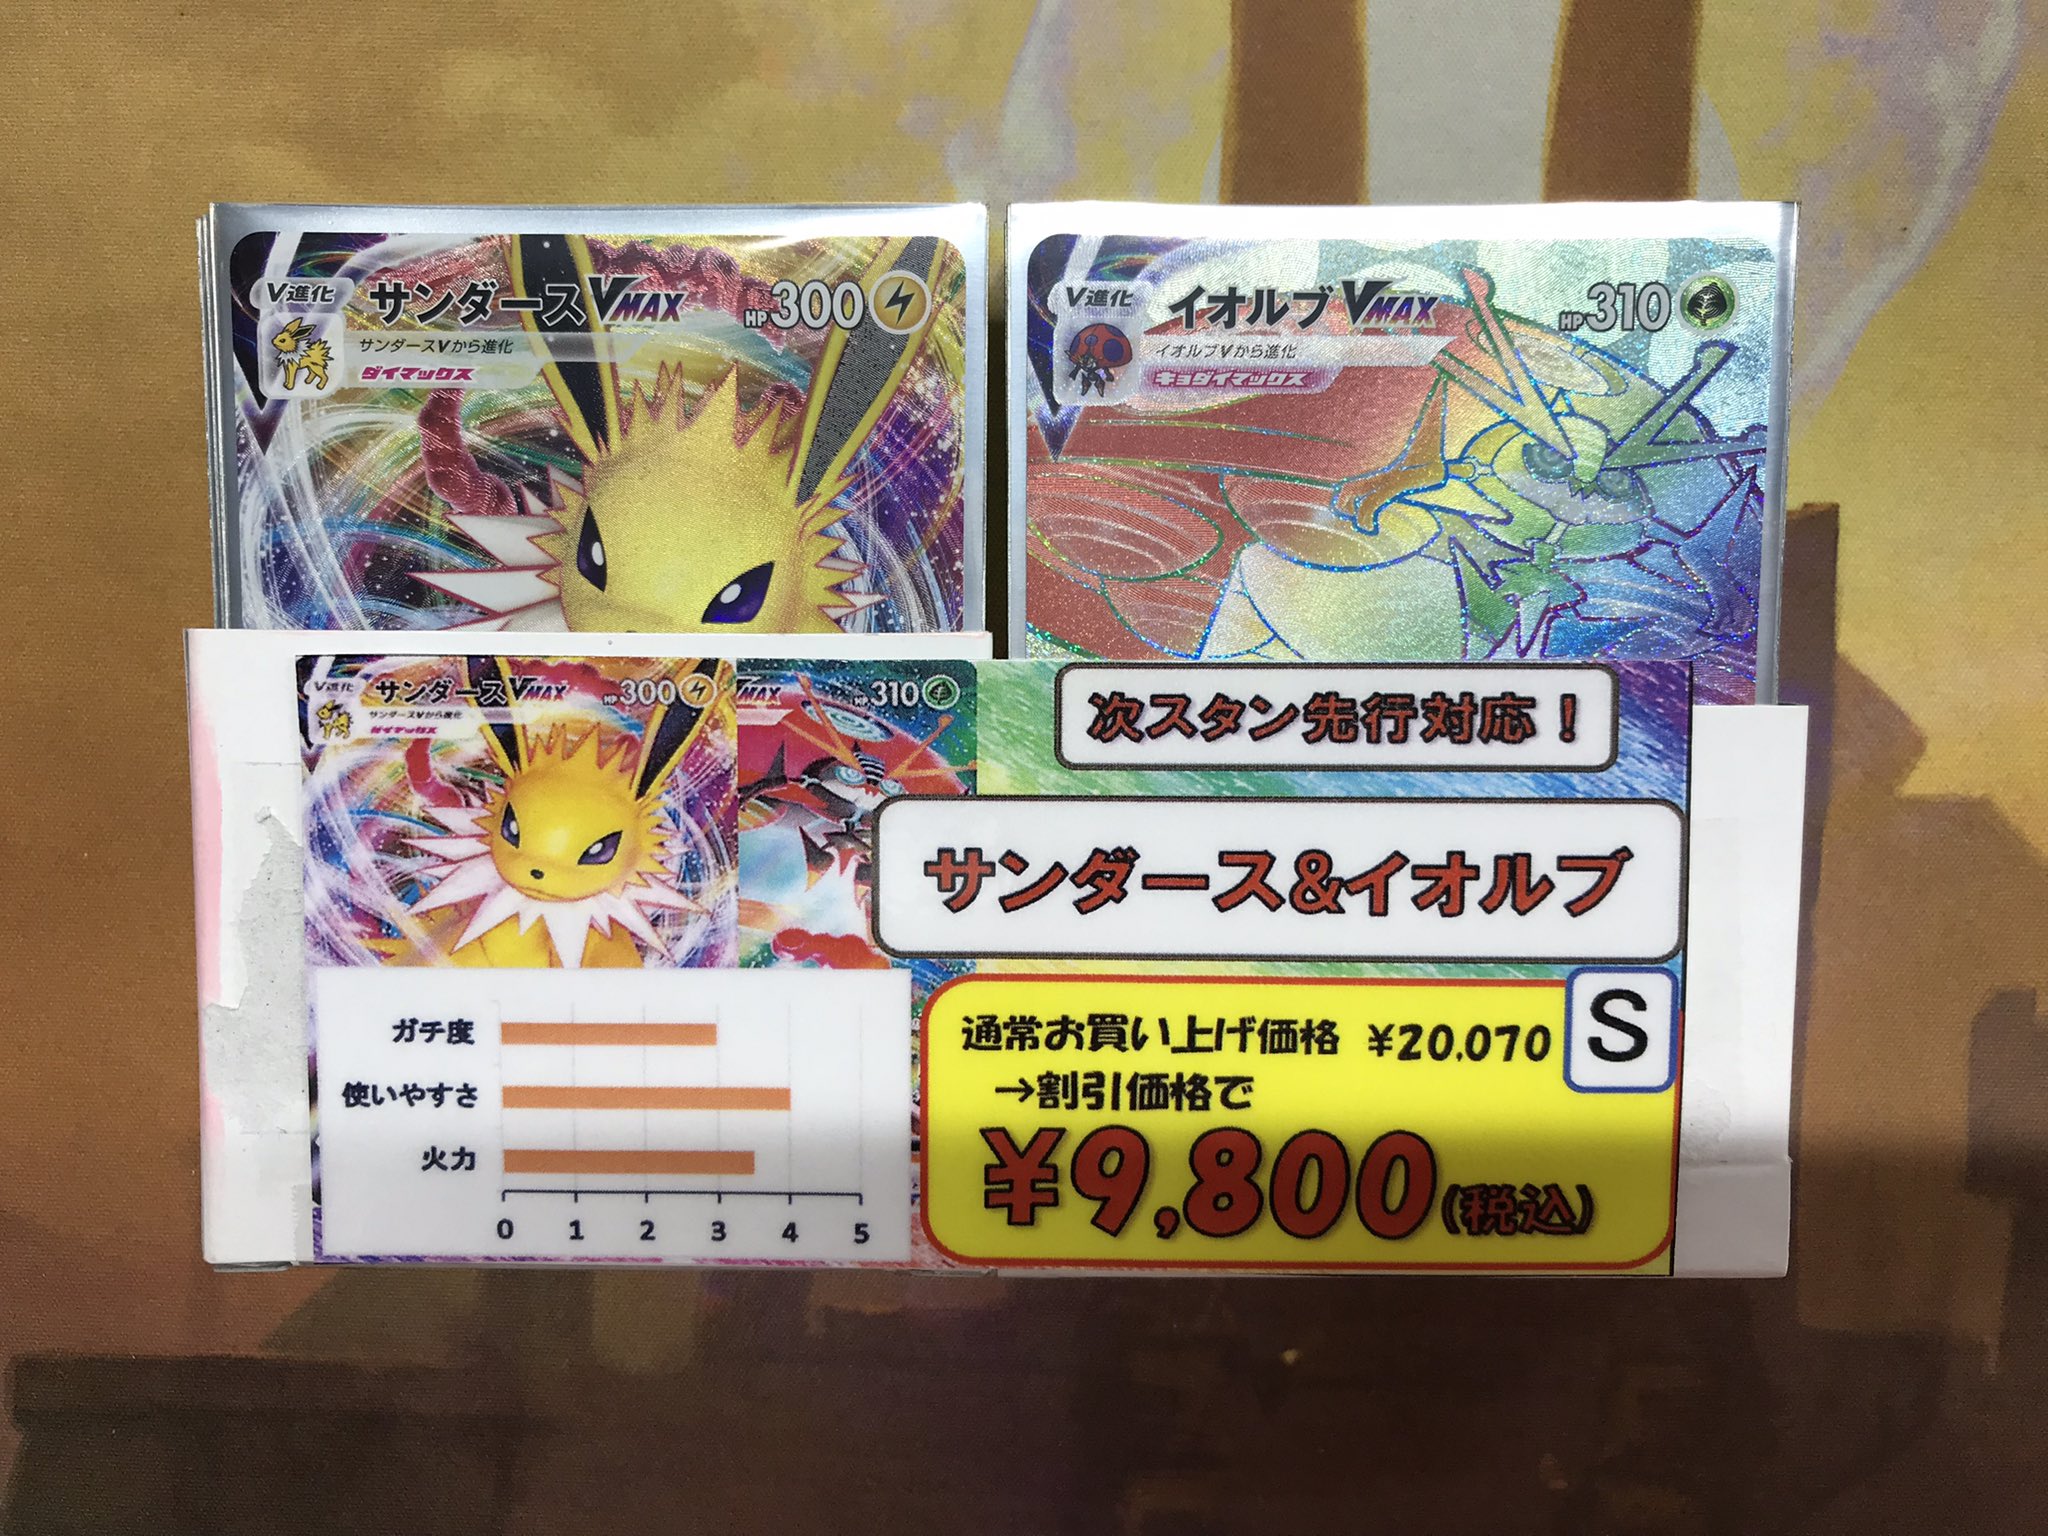 V進化
サンダースVMAX
HP300
サンダースVから進化
ダイマックス
V進化
イオルブVMAX
HP310
イオルブVから進化
キョダイマックス
V進化
サンダースVMAX
HP300
サンダースVから進化
ダイマックス
VMAX
HP310
次スタン先行対応！
サンダース&イオルブ
ガチ度
使いやすさ
火力
0 1 2 3 4 5
通常お買い上げ価格 ¥20,070
S
→割引価格で
¥9,800(税込)